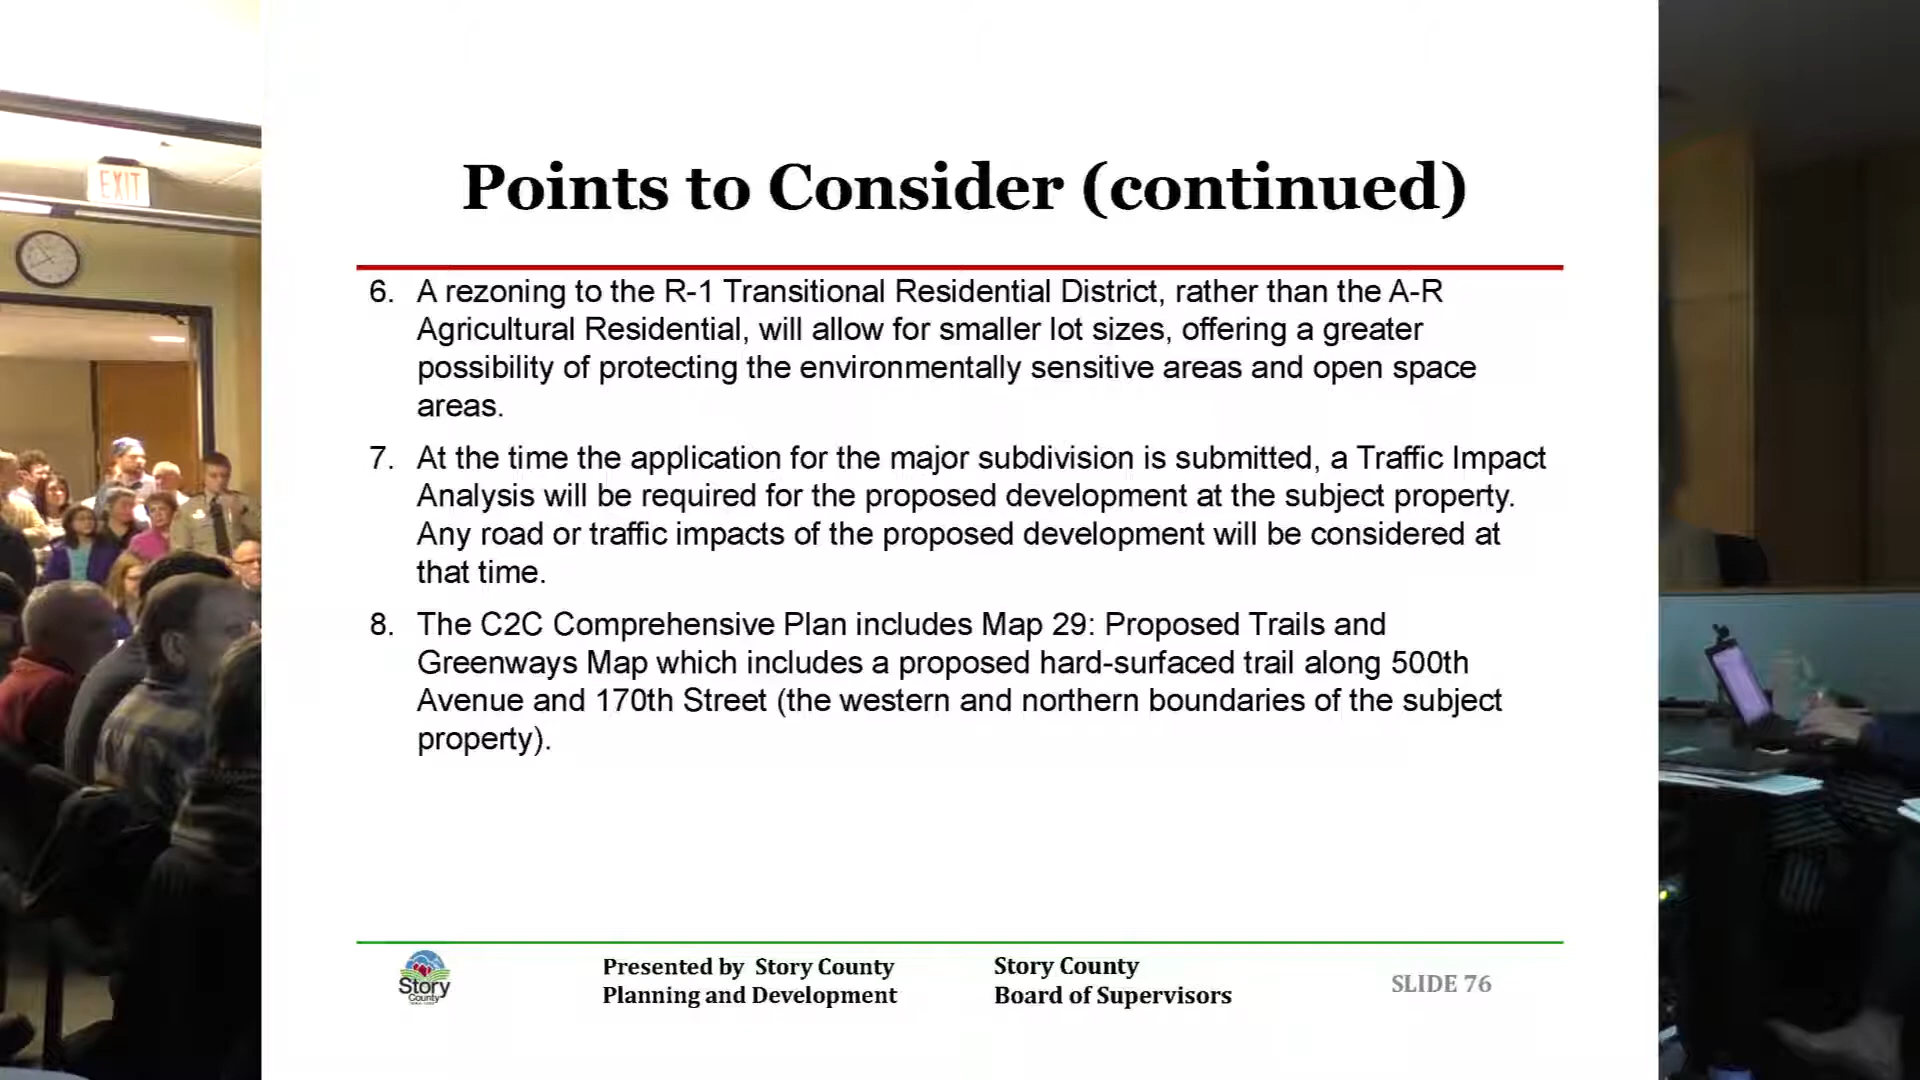 EXIT
Points to Consider (continued)
6. A rezoning to the R-1 Transitional Residential District, rather than the A-R
Agricultural Residential, will allow for smaller lot sizes, offering a greater
possibility of protecting the environmentally sensitive areas and open space
areas.
7. At the time the application for the major subdivision is submitted, a Traffic Impact
Analysis will be required for the proposed development at the subject property.
Any road or traffic impacts of the proposed development will be considered at
that time.
8. The C2C Comprehensive Plan includes Map 29: Proposed Trails and
Greenways Map which includes a proposed hard-surfaced trail along 500th
Avenue and 170th Street (the western and northern boundaries of the subject
property).
Story
County
Presented by Story County
Planning and Development
Story County
Board of Supervisors
SLIDE 76